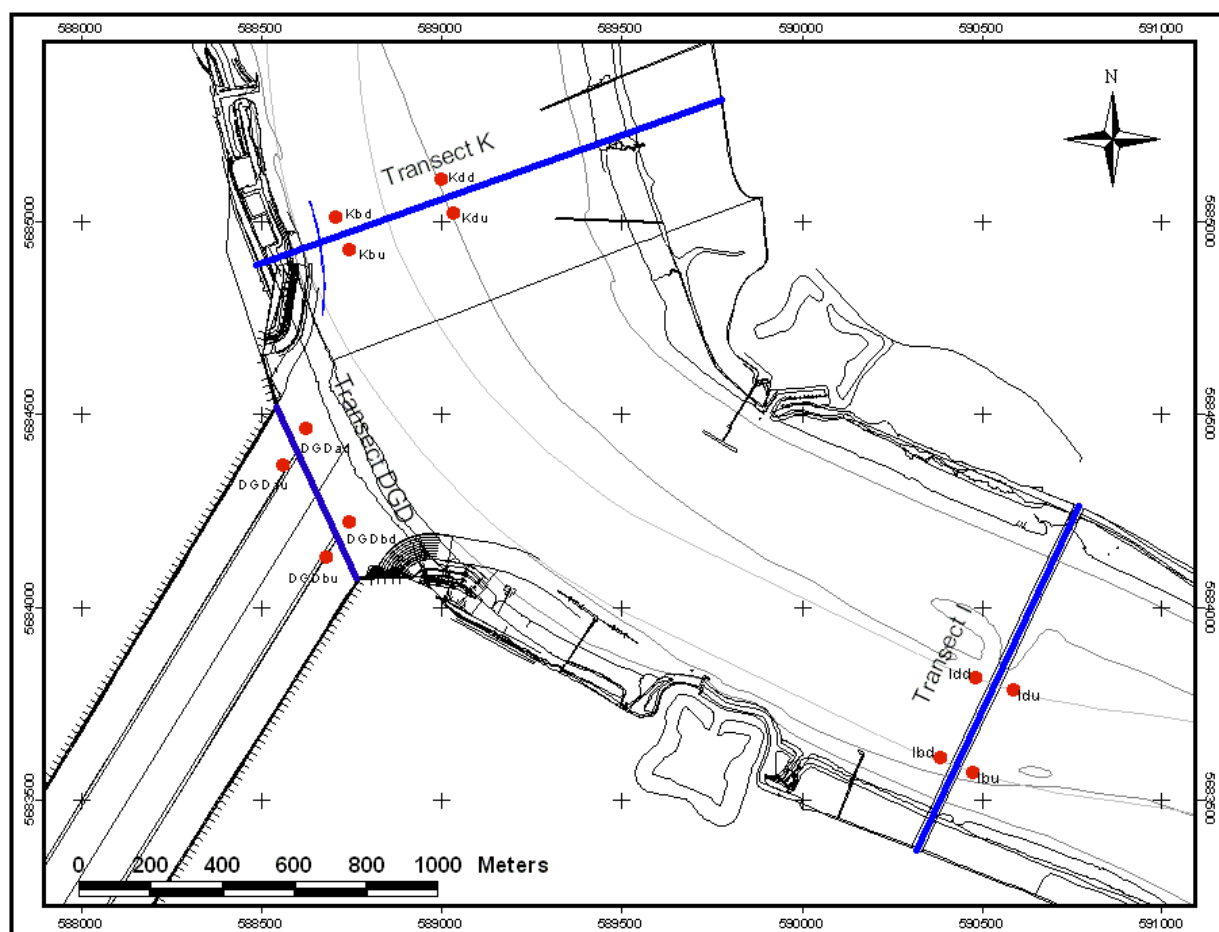 588000 588500 589000 589500 590000 590500 591000
N
Transect K
Kdd
Kbd
Kdu
Kbu
5685000 5685000
Transect DGD
5684500 5684500
DGDad
DGDau
DGDbd
DGDbu
5684000 5684000
Transect I
Idd
Idu
Ibd
Ibu
5683500 5683500
0 200 400 600 800 1000 Meters
588000 588500 589000 589500 590000 590500 591000